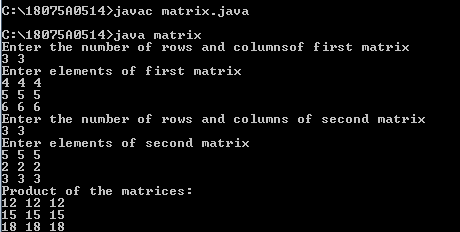 C:\18075A0514>javac matrix.java
C:\18075A0514>java matrix
Enter the number of rows and columnsof first matrix
3 3
Enter elements of first matrix
4 4 4
5 5 5
6 6 6
Enter the number of rows and columns of second matrix
3 3
Enter elements of second matrix
5 5 5
2 2 2
3 3 3
Product of the matrices:
12 12 12
15 15 15
18 18 18